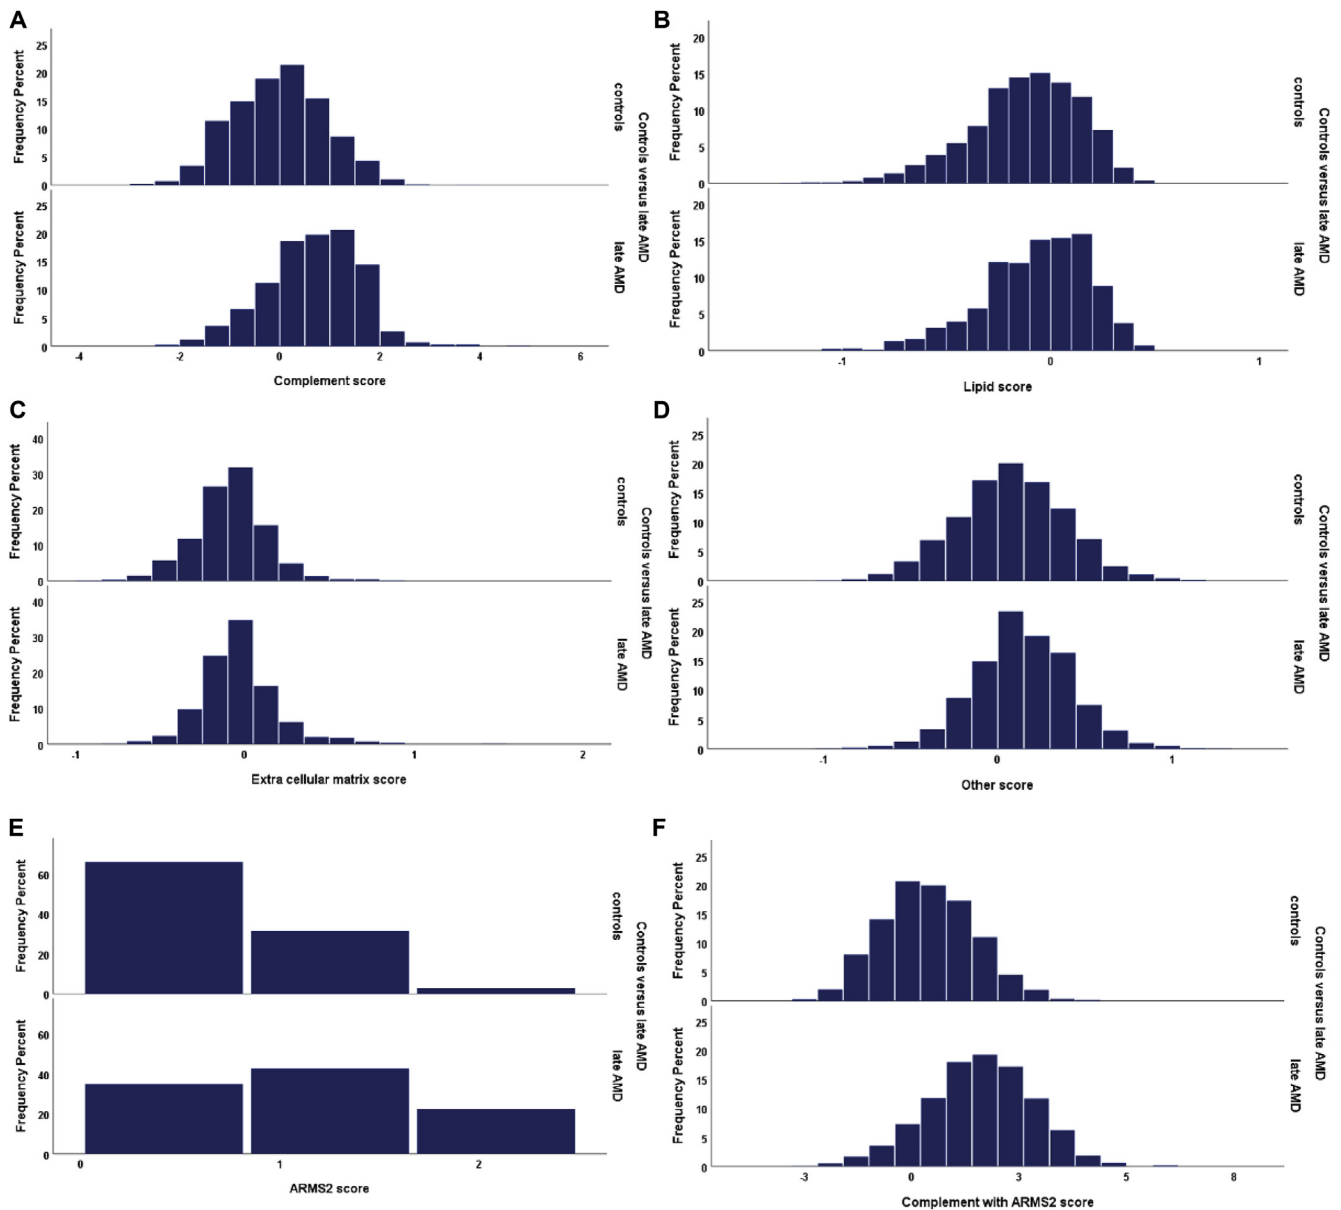 A
Frequency Percent
25
20
15
10
5
0
controls
Frequency Percent
25
20
15
10
5
0
late AMD
Controls versus late AMD
-4
-2
0
2
4
6
Complement score
B
Frequency Percent
20
15
10
5
0
controls
Frequency Percent
20
15
10
5
0
late AMD
Controls versus late AMD
-1
0
1
Lipid score
C
Frequency Percent
40
30
20
10
0
controls
Frequency Percent
40
30
20
10
0
late AMD
Controls versus late AMD
-1
0
1
2
Extra cellular matrix score
D
Frequency Percent
25
20
15
10
5
0
controls
Frequency Percent
25
20
15
10
5
0
late AMD
Controls versus late AMD
-1
0
1
Other score
E
Frequency Percent
60
40
20
0
controls
Frequency Percent
60
40
20
0
late AMD
Controls versus late AMD
0
1
2
ARMS2 score
F
Frequency Percent
25
20
15
10
5
0
controls
Frequency Percent
25
20
15
10
5
0
late AMD
Controls versus late AMD
-3
0
3
5
8
Complement with ARMS2 score